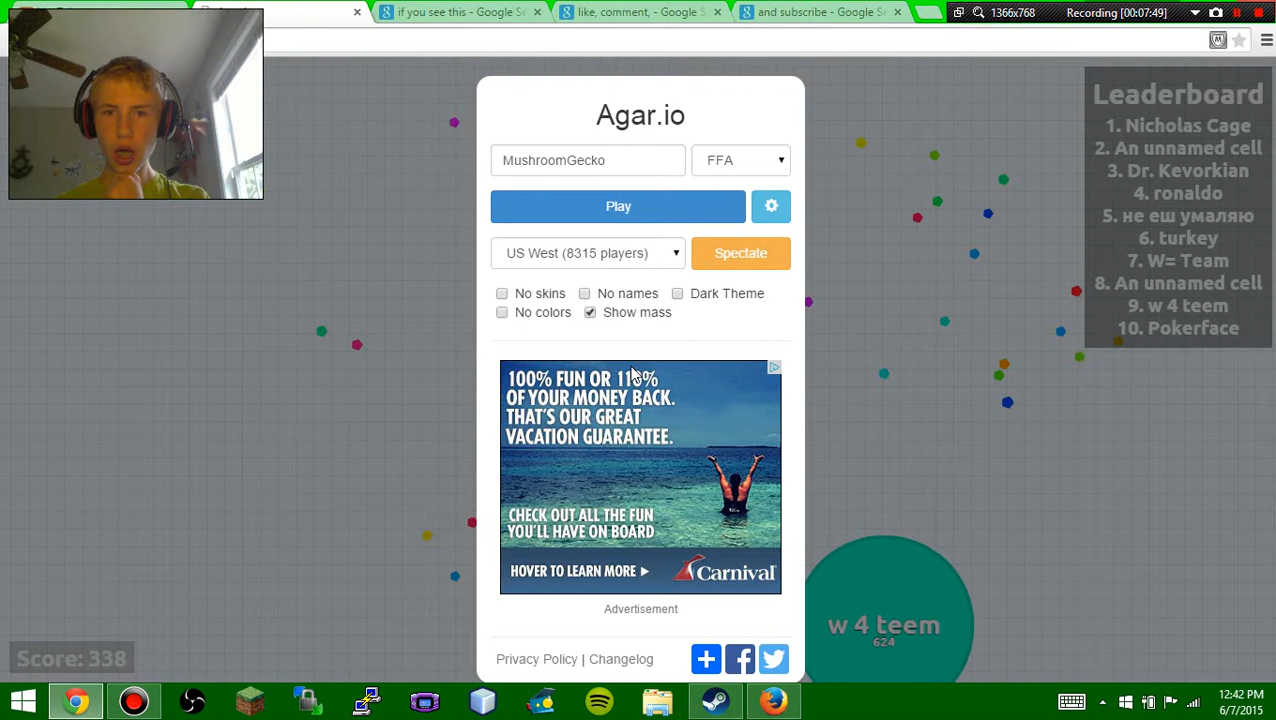 if you see this - Google S
like, comment, - Google S
and subscribe - Google Se
1366x768
Recording [00:07:49]
Agar.io
MushroomGecko
FFA
Play
US West (8315 players)
Spectate
No skins
No names
Dark Theme
No colors
Show mass
100% FUN OR 110%
OF YOUR MONEY BACK.
THAT'S OUR GREAT
VACATION GUARANTEE.
CHECK OUT ALL THE FUN
YOU'LL HAVE ON BOARD
HOVER TO LEARN MORE
Carnival
Advertisement
Privacy Policy | Changelog
Leaderboard
1. Nicholas Cage
2. An unnamed cell
3. Dr. Kevorkian
4. ronaldo
5. не еш умаляю
6. turkey
7. W= Team
8. An unnamed cell
9. w 4 teem
10. Pokerface
w 4 teem
624
Score: 338
12:42 PM
6/7/2015